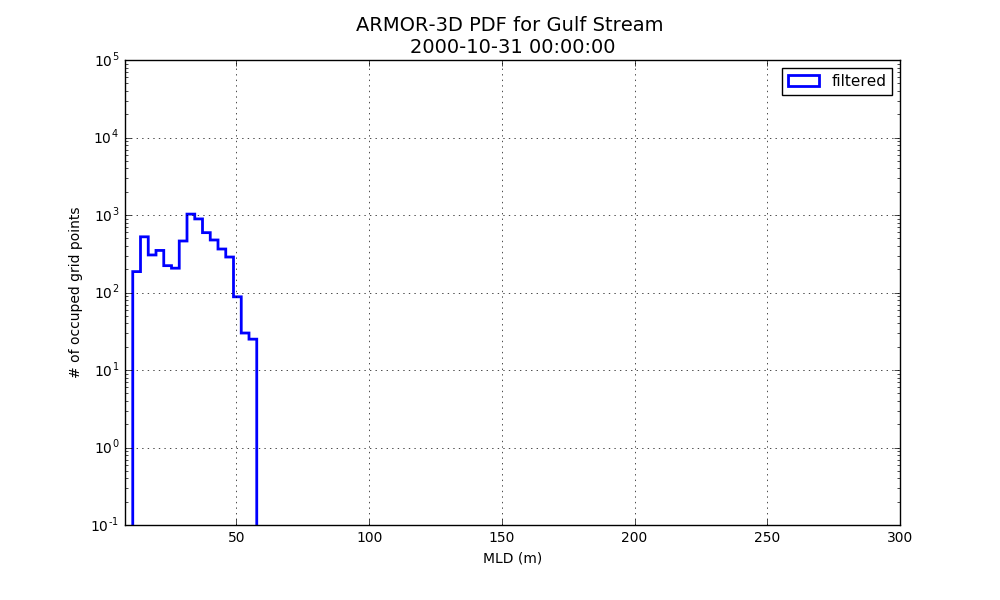 ARMOR-3D PDF for Gulf Stream
2000-10-31 00:00:00
filtered
10^5
10^4
10^3
10^2
10^1
10^0
10^-1
# of occuped grid points
50 100 150 200 250 300
MLD (m)